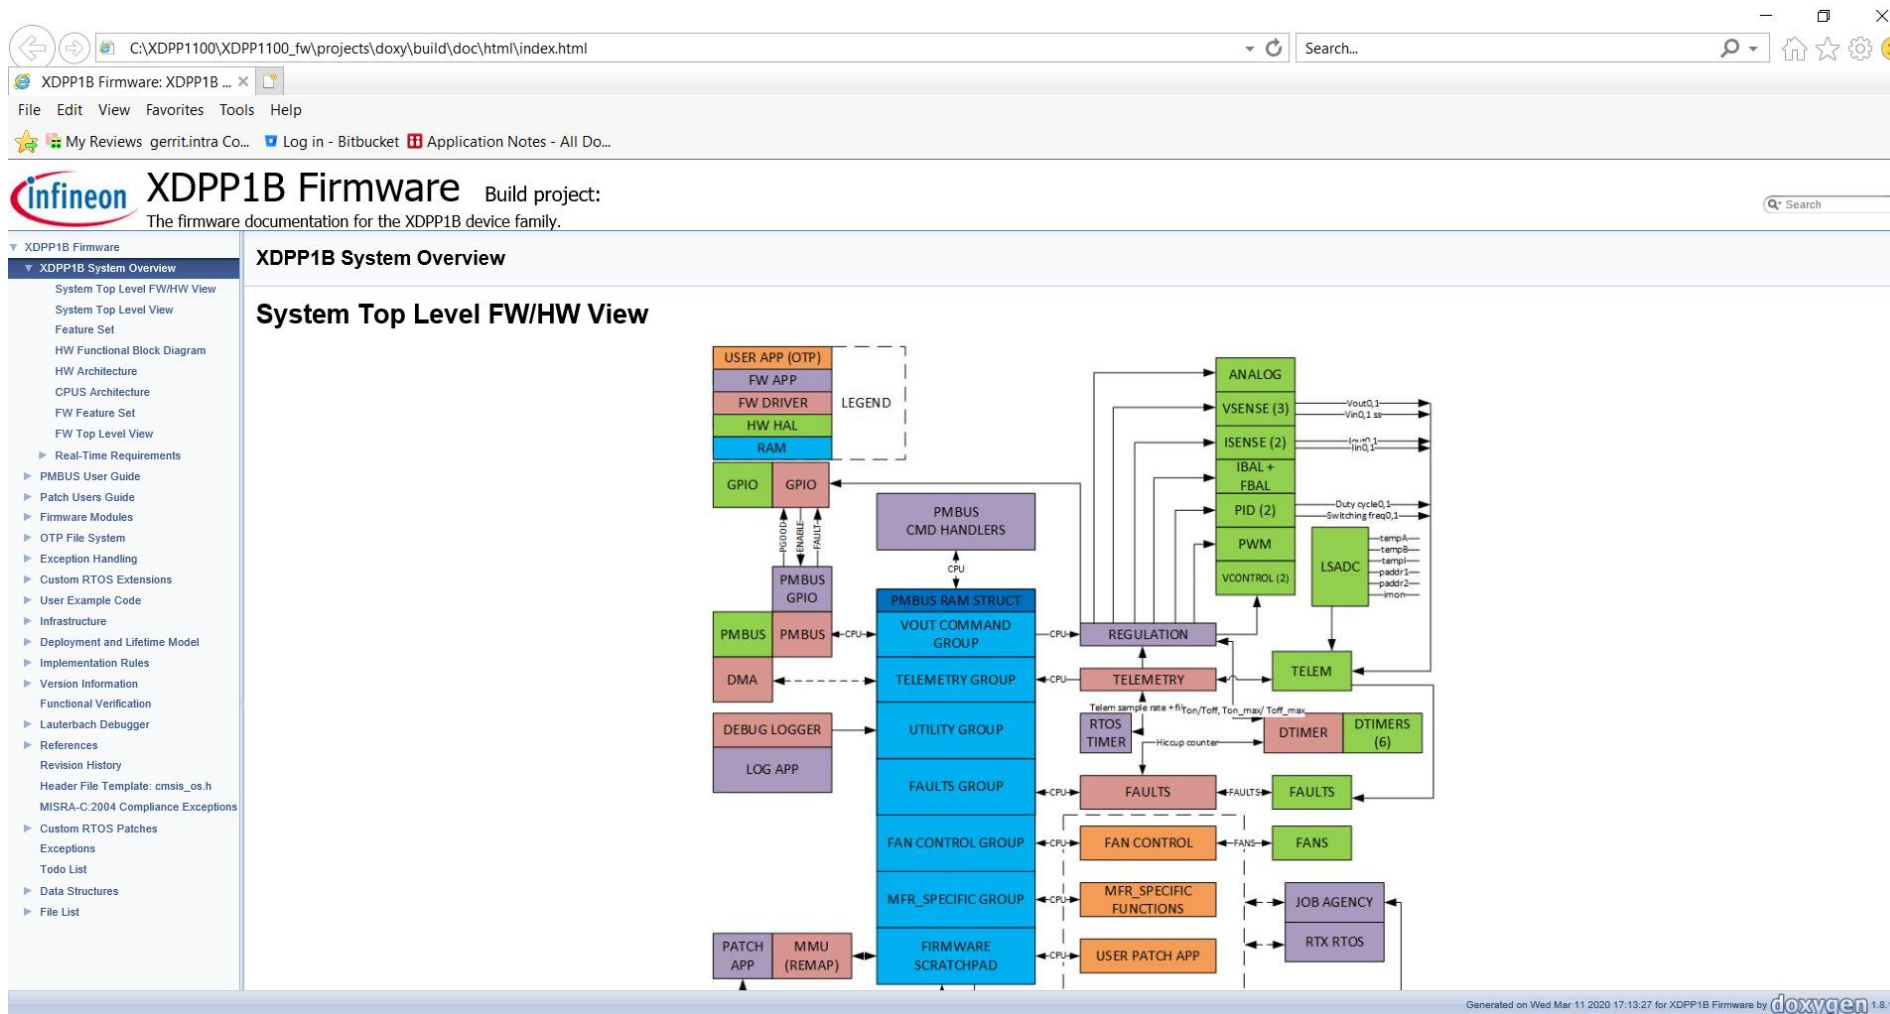 C:\XDPP1100\XDPP1100_fw\projects\doxy\build\doc\html\index.html
Search...
XDPP1B Firmware: XDPP1B ...
File Edit View Favorites Tools Help
My Reviews gerrit.intra Co... Log in - Bitbucket Application Notes - All Do...
infineon
XDPP1B Firmware Build project:
The firmware documentation for the XDPP1B device family.
Search
XDPP1B Firmware
XDPP1B System Overview
System Top Level FW/HW View
System Top Level View
Feature Set
HW Functional Block Diagram
HW Architecture
CPUS Architecture
FW Feature Set
FW Top Level View
Real-Time Requirements
PMBUS User Guide
Patch Users Guide
Firmware Modules
OTP File System
Exception Handling
Custom RTOS Extensions
User Example Code
Infrastructure
Deployment and Lifetime Model
Implementation Rules
Version Information
Functional Verification
Lauterbach Debugger
References
Revision History
Header File Template: cmsis_os.h
MISRA-C:2004 Compliance Exceptions
Custom RTOS Patches
Exceptions
Todo List
Data Structures
File List
XDPP1B System Overview
System Top Level FW/HW View
USER APP (OTP)
FW APP
FW DRIVER
HW HAL
RAM
LEGEND
GPIO
GPIO
PGOOD
ENABLE
FAULT
PMBUS
GPIO
PMBUS
PMBUS
CPU
DMA
DEBUG LOGGER
LOG APP
PATCH
APP
MMU
(REMAP)
PMBUS
CMD HANDLERS
CPU
PMBUS RAM STRUCT
VOUT COMMAND
GROUP
TELEMETRY GROUP
UTILITY GROUP
FAULTS GROUP
FAN CONTROL GROUP
MFR_SPECIFIC GROUP
FIRMWARE
SCRATCHPAD
CPU
CPU
CPU
CPU
CPU
CPU
REGULATION
TELEMETRY
Telem sample rate + fi
Ton/Toff, Ton_max/ Toff_max
RTOS
TIMER
Hiccup counter
DTIMER
DTIMERS
(6)
FAULTS
FAULTS
FAULTS
FAN CONTROL
FANS
FANS
MFR_SPECIFIC
FUNCTIONS
USER PATCH APP
JOB AGENCY
RTX RTOS
ANALOG
VSENSE (3)
ISENSE (2)
IBAL +
FBAL
PID (2)
PWM
VCONTROL (2)
Vout0,1
Vin0,1 ss
Iin0,1
Duty cycle0,1
Switching freq0,1
LSADC
tempA
tempB
tempI
paddr1
paddr2
imon
TELEM
Generated on Wed Mar 11 2020 17:13:27 for XDPP1B Firmware by doxygen 1.8.